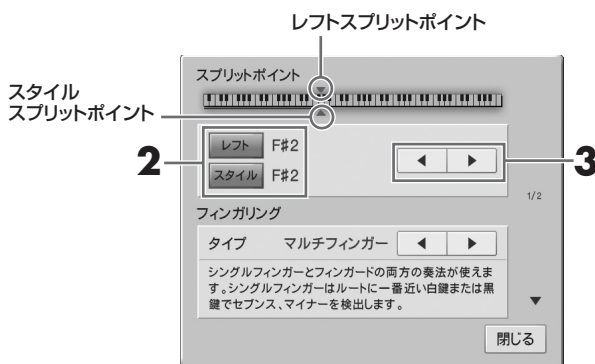 レフトスプリットポイント
スタイル
スプリットポイント
スプリットポイント
2
レフト F#2
スタイル F#2
3
1/2
フィンガリング
タイプ マルチフィンガー
シングルフィンガーとフィンガードの両方の奏法が使えま
す。シングルフィンガーはルートに一番近い白鍵または黒
鍵でセブンス、マイナーを検出します。
閉じる